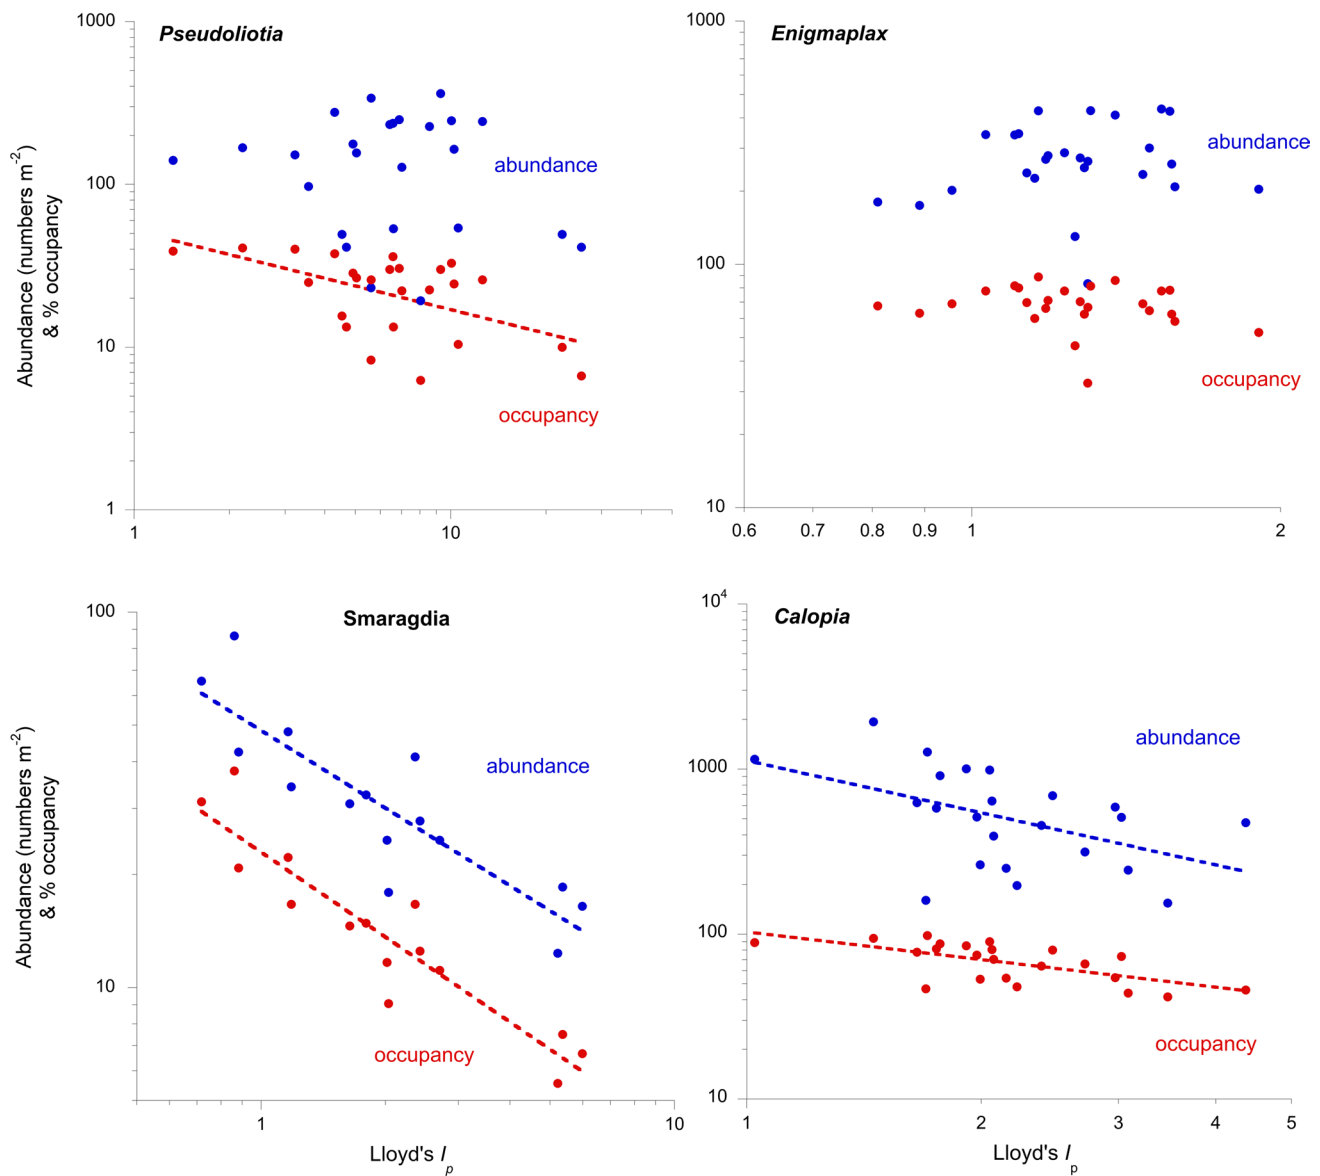 Pseudoliotia
1000
100
10
1
1
10
abundance
occupancy
Abundance (numbers m-2)
& % occupancy
Enigmaplax
1000
100
10
0.6
0.7
0.8
0.9
1
2
abundance
occupancy
Smaragdia
100
10
1
10
abundance
occupancy
Abundance (numbers m-2)
& % occupancy
Lloyd's Ip
Calopia
10^4
1000
100
10
1
2
3
4
5
abundance
occupancy
Lloyd's Ip